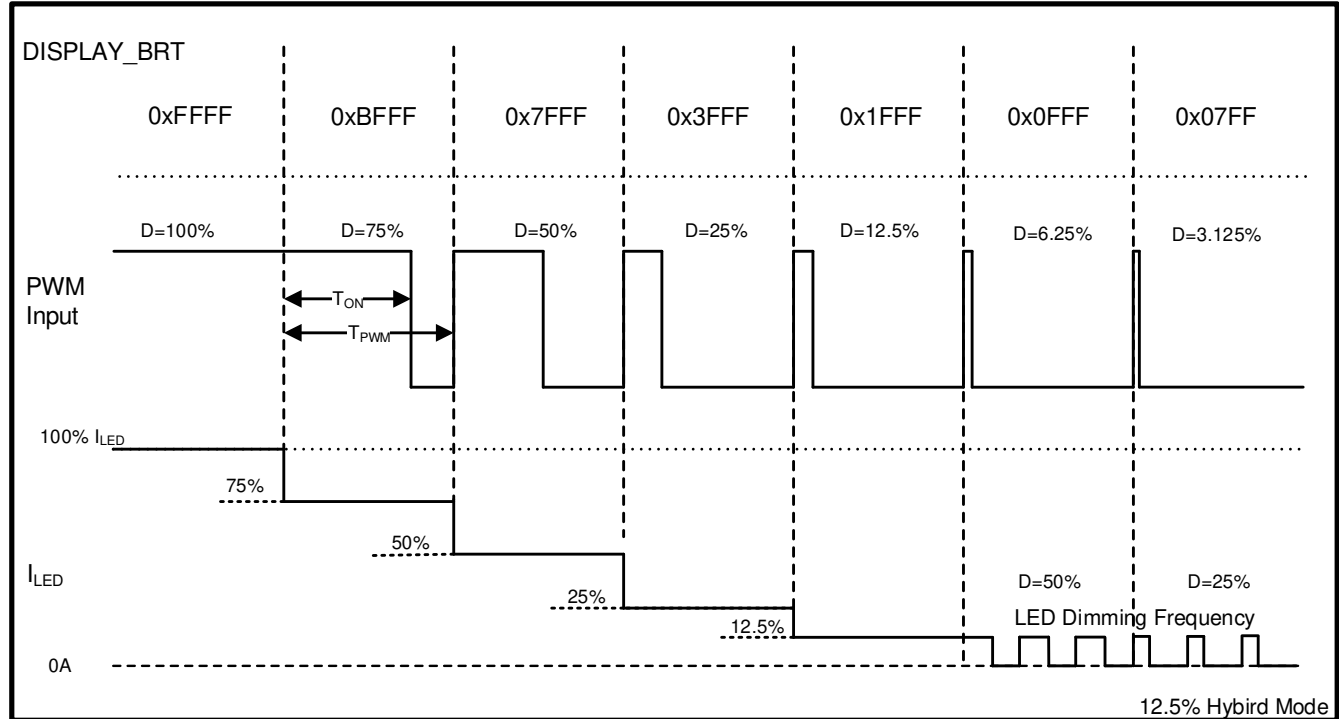 DISPLAY_BRT
0xFFFF 0xBFFF 0x7FFF 0x3FFF 0x1FFF 0x0FFF 0x07FF
D=100% D=75% D=50% D=25% D=12.5% D=6.25% D=3.125%
PWM
Input
TON
TPWM
100% ILED
75%
50%
ILED
25%
12.5%
D=50% D=25%
LED Dimming Frequency
0A
12.5% Hybird Mode